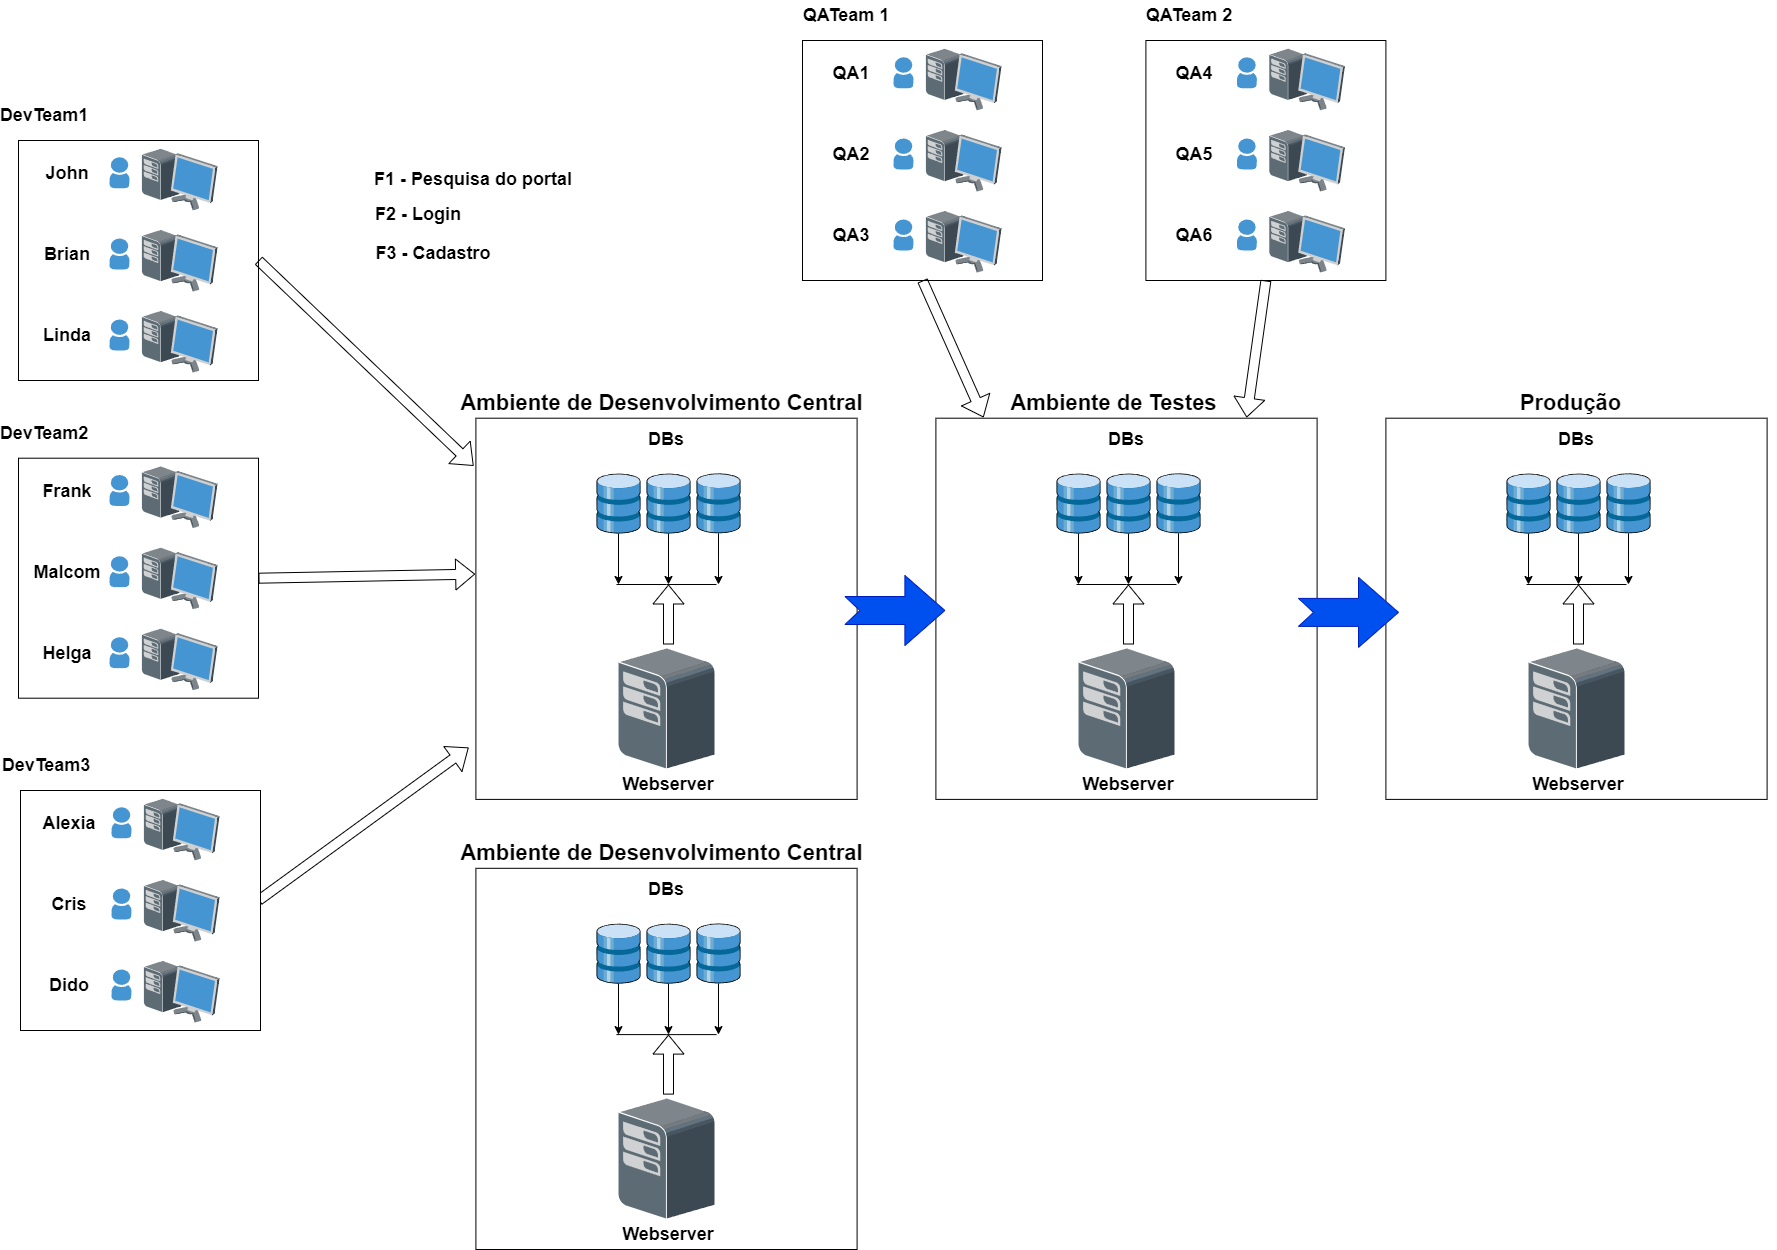 QATeam 1
QATeam 2
QA1
QA2
QA3
QA4
QA5
QA6
DevTeam1
John
Brian
Linda
F1 - Pesquisa do portal
F2 - Login
F3 - Cadastro
DevTeam2
Frank
Malcom
Helga
DevTeam3
Alexia
Cris
Dido
Ambiente de Desenvolvimento Central
DBs
Webserver
Ambiente de Testes
DBs
Webserver
Produção
DBs
Webserver
Ambiente de Desenvolvimento Central
DBs
Webserver